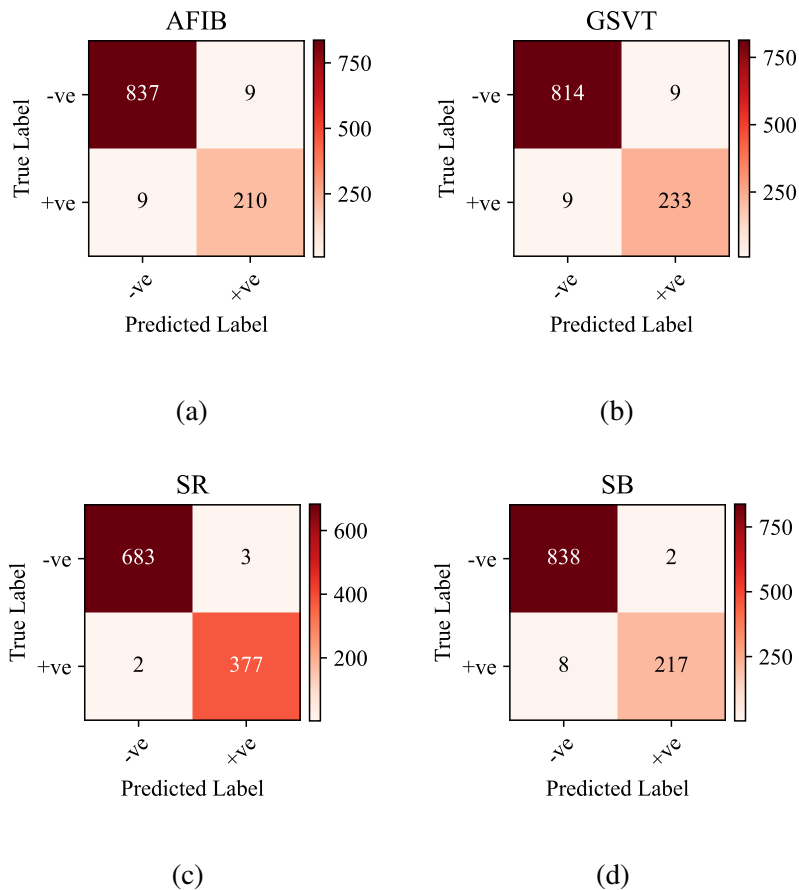 AFIB
-ve
837
9
+ve
9
210
True Label
-ve
+ve
Predicted Label
750
500
250
(a)
GSVT
-ve
814
9
+ve
9
233
True Label
-ve
+ve
Predicted Label
750
500
250
(b)
SR
-ve
683
3
+ve
2
377
True Label
-ve
+ve
Predicted Label
600
400
200
(c)
SB
-ve
838
2
+ve
8
217
True Label
-ve
+ve
Predicted Label
750
500
250
(d)